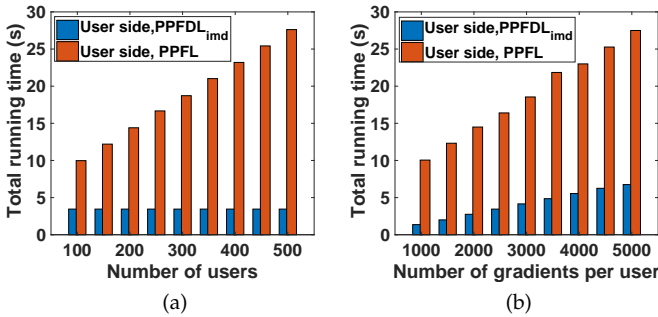 Total running time (s)
30
25
20
15
10
5
0
User side,PPFDL_imd
User side, PPFL
100 200 300 400 500
Number of users
(a)
Total running time (s)
30
25
20
15
10
5
0
User side,PPFDL_imd
User side, PPFL
1000 2000 3000 4000 5000
Number of gradients per user
(b)